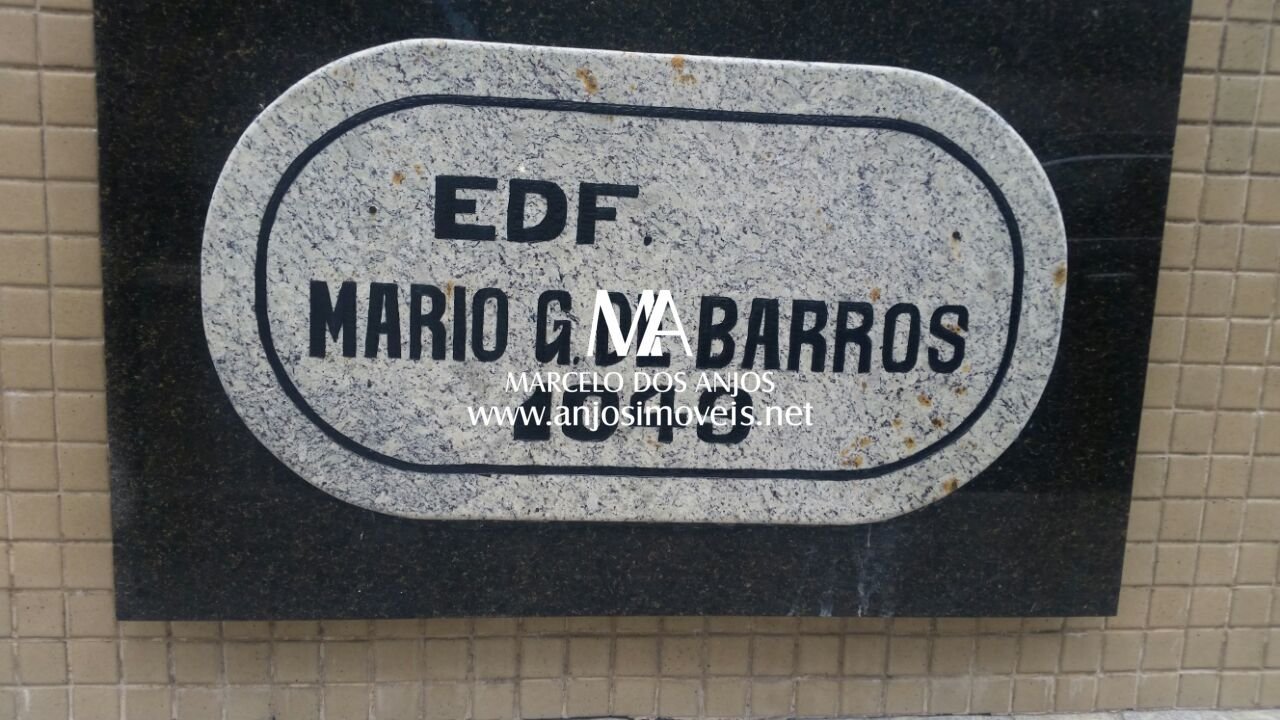 EDF.
MARIO G. DE BARROS
MA
MARCELO DOS ANJOS
www.anjosimoveis.net